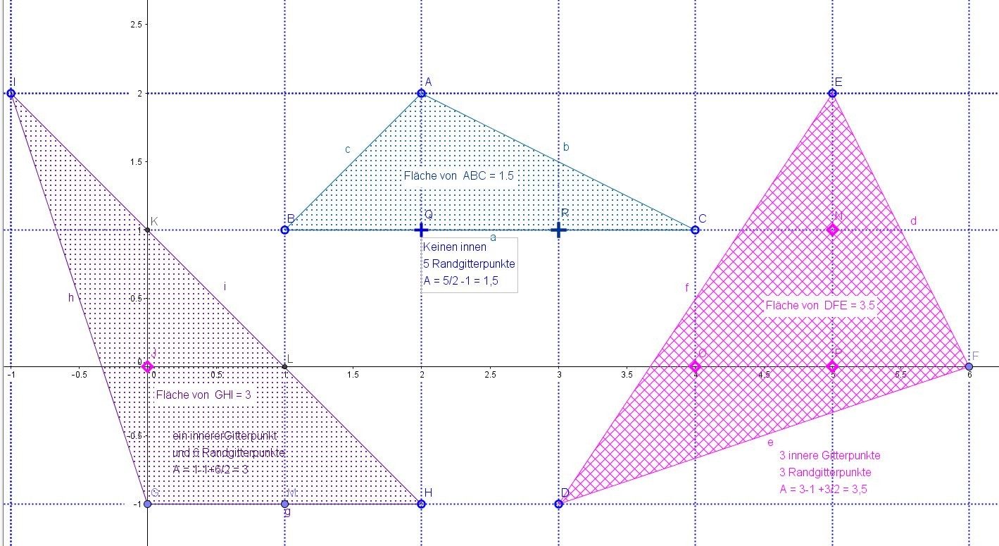 2.5
I
A
E
2
c
b
1.5
Fläche von ABC = 1.5
B
Q
R
C
N
d
K
1
a
Keinen innen
5 Randgitterpunkte
A = 5/2 -1 = 1,5
i
f
h
0.5
Fläche von DFE = 3.5
J
L
O
P
F
0
-1
-0.5
0
0.5
1.5
2
2.5
3
3.5
4
4.5
5
5.5
6
Fläche von GHI = 3
-0.5
ein innererGitterpunkt
und 6 Randgitterpunkte
A = 1-1+6/2 = 3
e
3 innere Gitterpunkte
3 Randgitterpunkte
A = 3-1 +3/2 = 3,5
G
M
H
D
-1
g